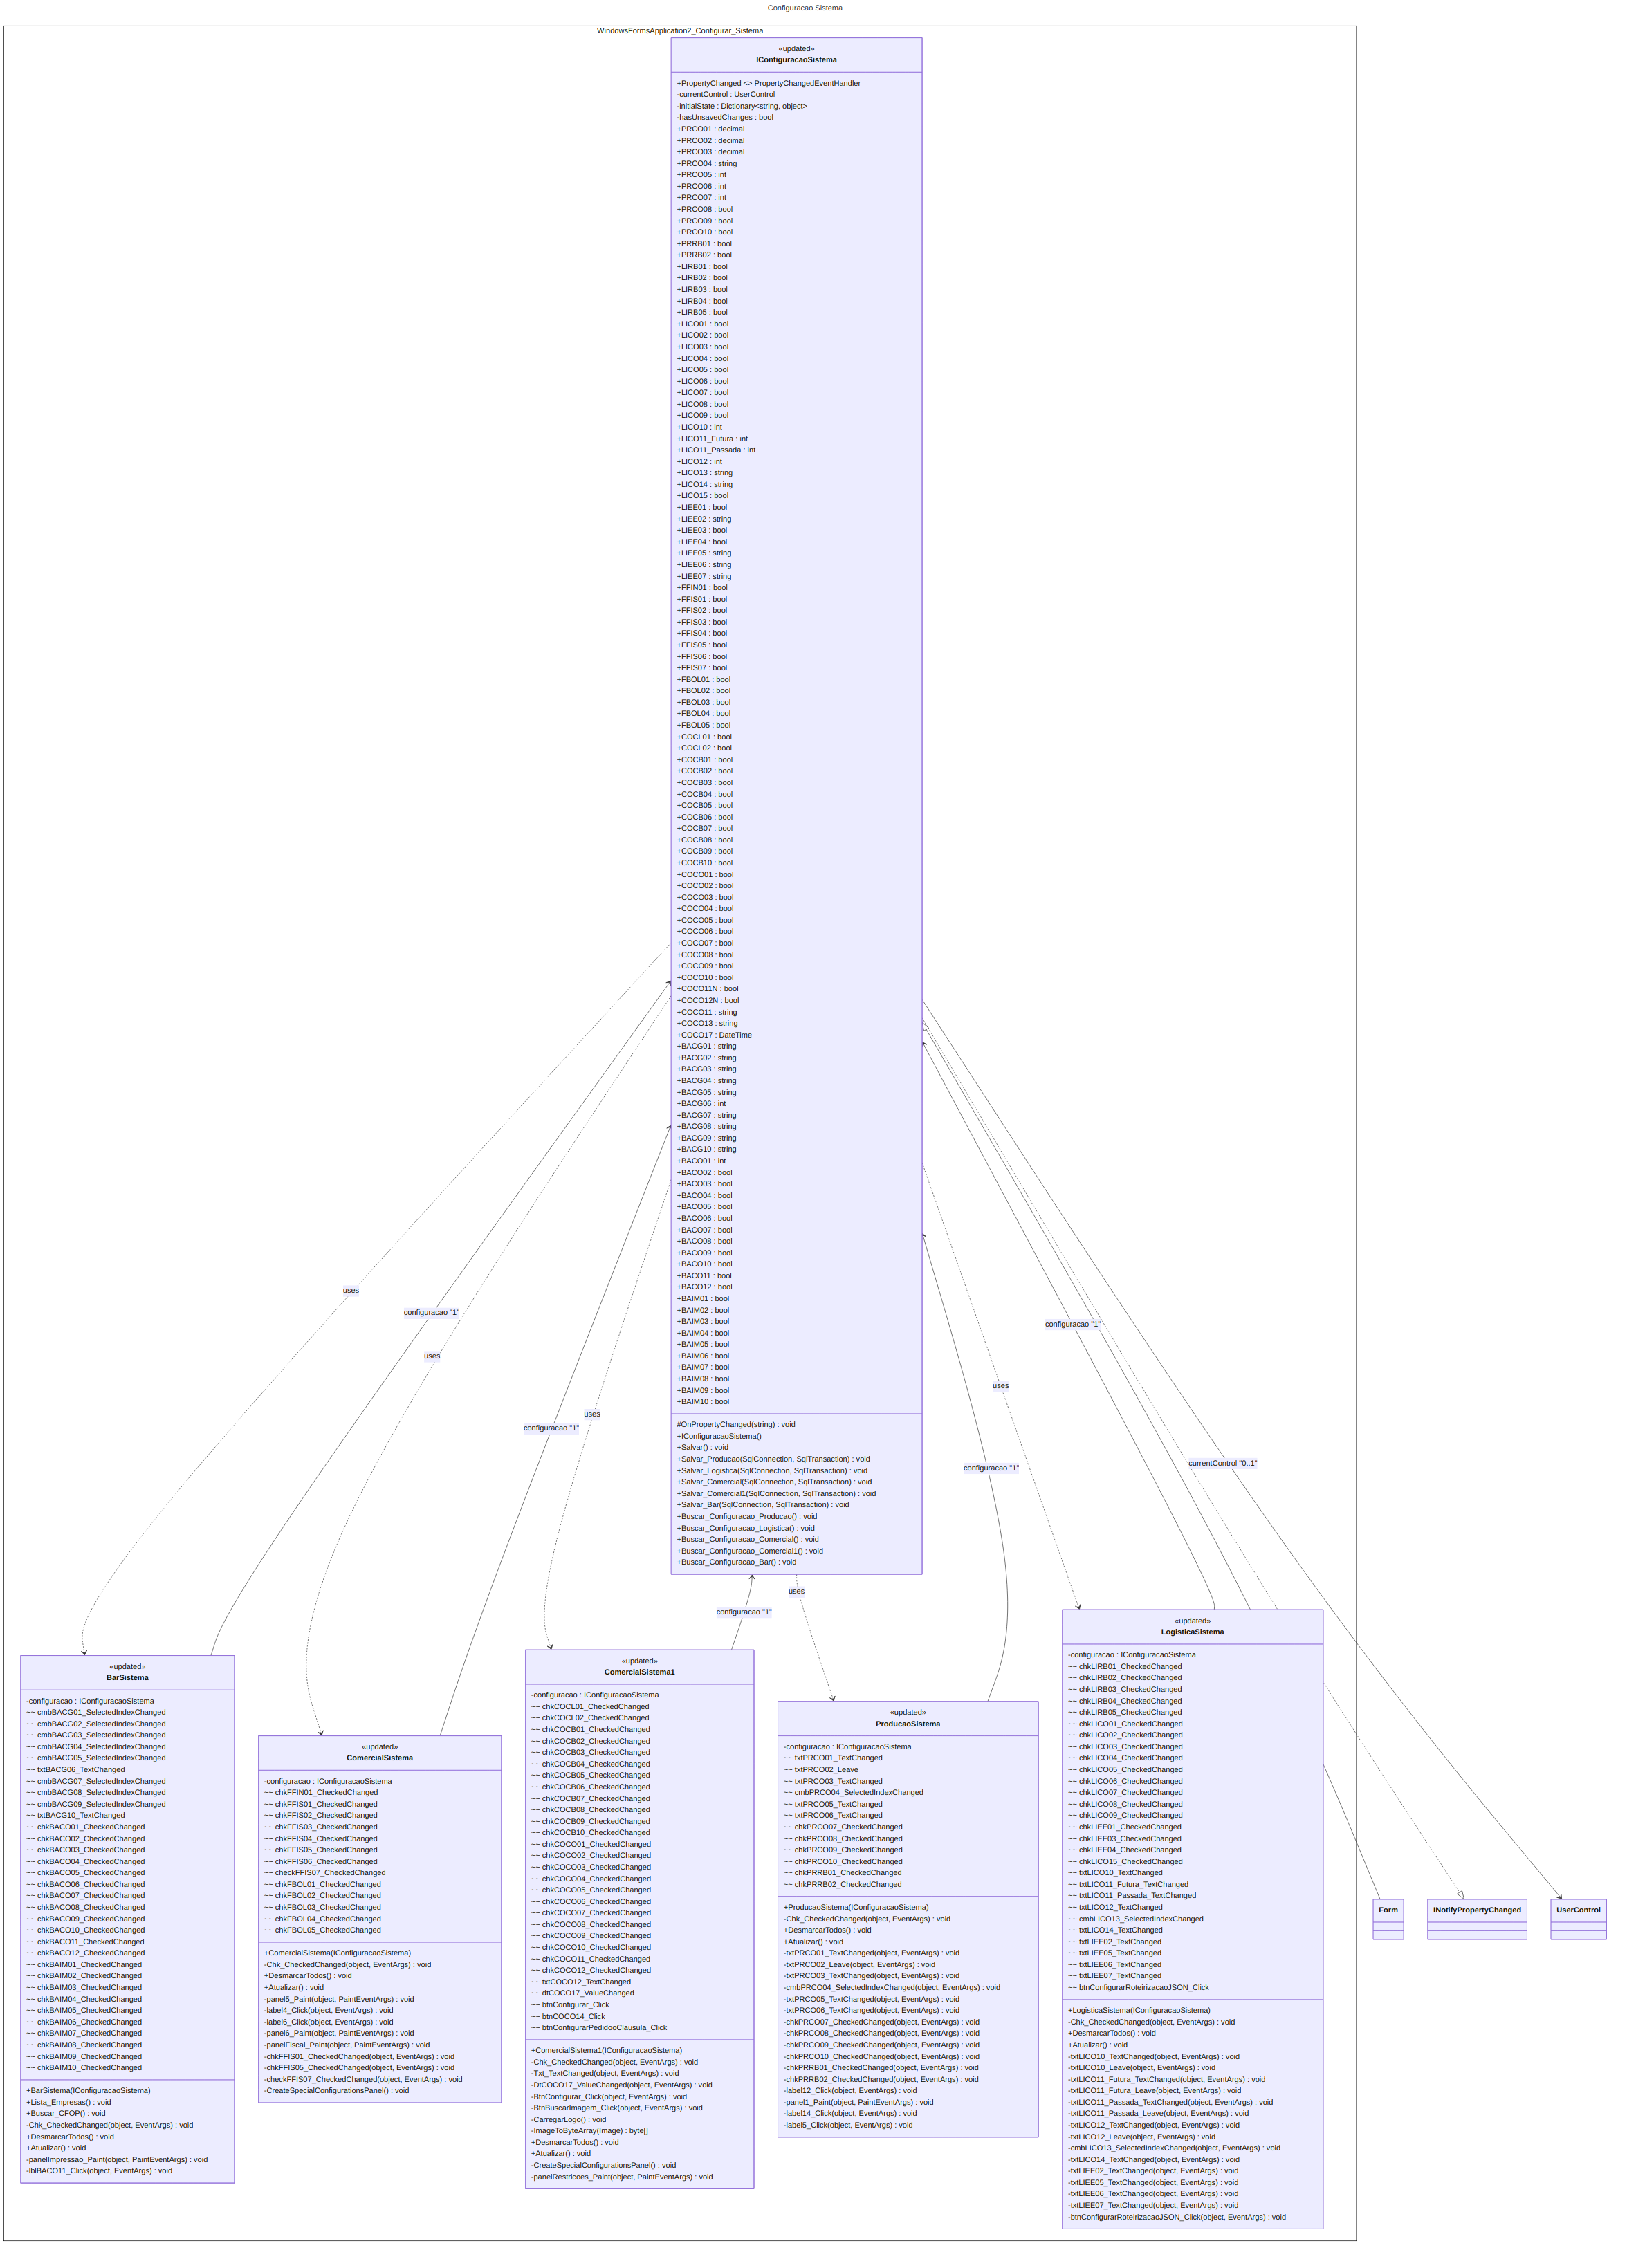 Configuracao Sistema
WindowsFormsApplication2_Configurar_Sistema
«updated»
IConfiguracaoSistema
+PropertyChanged <> PropertyChangedEventHandler
-currentControl : UserControl
-initialState : Dictionary<string, object>
-hasUnsavedChanges : bool
+PRCO01 : decimal
+PRCO02 : decimal
+PRCO03 : decimal
+PRCO04 : string
+PRCO05 : int
+PRCO06 : int
+PRCO07 : int
+PRCO08 : bool
+PRCO09 : bool
+PRCO10 : bool
+PRRB01 : bool
+PRRB02 : bool
+LIRB01 : bool
+LIRB02 : bool
+LIRB03 : bool
+LIRB04 : bool
+LIRB05 : bool
+LICO01 : bool
+LICO02 : bool
+LICO03 : bool
+LICO04 : bool
+LICO05 : bool
+LICO06 : bool
+LICO07 : bool
+LICO08 : bool
+LICO09 : bool
+LICO10 : int
+LICO11_Futura : int
+LICO11_Passada : int
+LICO12 : int
+LICO13 : string
+LICO14 : string
+LICO15 : bool
+LIEE01 : bool
+LIEE02 : string
+LIEE03 : bool
+LIEE04 : bool
+LIEE05 : string
+LIEE06 : string
+LIEE07 : string
+FFIN01 : bool
+FFIS01 : bool
+FFIS02 : bool
+FFIS03 : bool
+FFIS04 : bool
+FFIS05 : bool
+FFIS06 : bool
+FFIS07 : bool
+FBOL01 : bool
+FBOL02 : bool
+FBOL03 : bool
+FBOL04 : bool
+FBOL05 : bool
+COCL01 : bool
+COCL02 : bool
+COCB01 : bool
+COCB02 : bool
+COCB03 : bool
+COCB04 : bool
+COCB05 : bool
+COCB06 : bool
+COCB07 : bool
+COCB08 : bool
+COCB09 : bool
+COCB10 : bool
+COCO01 : bool
+COCO02 : bool
+COCO03 : bool
+COCO04 : bool
+COCO05 : bool
+COCO06 : bool
+COCO07 : bool
+COCO08 : bool
+COCO09 : bool
+COCO10 : bool
+COCO11N : bool
+COCO12N : bool
+COCO11 : string
+COCO13 : string
+COCO17 : DateTime
+BACG01 : string
+BACG02 : string
+BACG03 : string
+BACG04 : string
+BACG05 : string
+BACG06 : int
+BACG07 : string
+BACG08 : string
+BACG09 : string
+BACG10 : string
+BACO01 : int
+BACO02 : bool
+BACO03 : bool
+BACO04 : bool
+BACO05 : bool
+BACO06 : bool
+BACO07 : bool
+BACO08 : bool
+BACO09 : bool
+BACO10 : bool
+BACO11 : bool
+BACO12 : bool
+BAIM01 : bool
+BAIM02 : bool
+BAIM03 : bool
+BAIM04 : bool
+BAIM05 : bool
+BAIM06 : bool
+BAIM07 : bool
+BAIM08 : bool
+BAIM09 : bool
+BAIM10 : bool
#OnPropertyChanged(string) : void
+IConfiguracaoSistema()
+Salvar() : void
+Salvar_Producao(SqlConnection, SqlTransaction) : void
+Salvar_Logistica(SqlConnection, SqlTransaction) : void
+Salvar_Comercial(SqlConnection, SqlTransaction) : void
+Salvar_Comercial1(SqlConnection, SqlTransaction) : void
+Salvar_Bar(SqlConnection, SqlTransaction) : void
+Buscar_Configuracao_Producao() : void
+Buscar_Configuracao_Logistica() : void
+Buscar_Configuracao_Comercial() : void
+Buscar_Configuracao_Comercial1() : void
+Buscar_Configuracao_Bar() : void
uses
configuracao "1"
uses
configuracao "1"
uses
configuracao "1"
uses
configuracao "1"
uses
configuracao "1"
currentControl "0..1"
«updated»
BarSistema
-configuracao : IConfiguracaoSistema
~~ cmbBACG01_SelectedIndexChanged
~~ cmbBACG02_SelectedIndexChanged
~~ cmbBACG03_SelectedIndexChanged
~~ cmbBACG04_SelectedIndexChanged
~~ cmbBACG05_SelectedIndexChanged
~~ txtBACG06_TextChanged
~~ cmbBACG07_SelectedIndexChanged
~~ cmbBACG08_SelectedIndexChanged
~~ cmbBACG09_SelectedIndexChanged
~~ txtBACG10_TextChanged
~~ chkBACO01_CheckedChanged
~~ chkBACO02_CheckedChanged
~~ chkBACO03_CheckedChanged
~~ chkBACO04_CheckedChanged
~~ chkBACO05_CheckedChanged
~~ chkBACO06_CheckedChanged
~~ chkBACO07_CheckedChanged
~~ chkBACO08_CheckedChanged
~~ chkBACO09_CheckedChanged
~~ chkBACO10_CheckedChanged
~~ chkBACO11_CheckedChanged
~~ chkBACO12_CheckedChanged
~~ chkBAIM01_CheckedChanged
~~ chkBAIM02_CheckedChanged
~~ chkBAIM03_CheckedChanged
~~ chkBAIM04_CheckedChanged
~~ chkBAIM05_CheckedChanged
~~ chkBAIM06_CheckedChanged
~~ chkBAIM07_CheckedChanged
~~ chkBAIM08_CheckedChanged
~~ chkBAIM09_CheckedChanged
~~ chkBAIM10_CheckedChanged
+BarSistema(IConfiguracaoSistema)
+Lista_Empresas() : void
+Buscar_CFOP() : void
-Chk_CheckedChanged(object, EventArgs) : void
+DesmarcarTodos() : void
+Atualizar() : void
-panelImpressao_Paint(object, PaintEventArgs) : void
-lblBACO11_Click(object, EventArgs) : void
«updated»
ComercialSistema
-configuracao : IConfiguracaoSistema
~~ chkFFIN01_CheckedChanged
~~ chkFFIS01_CheckedChanged
~~ chkFFIS02_CheckedChanged
~~ chkFFIS03_CheckedChanged
~~ chkFFIS04_CheckedChanged
~~ chkFFIS05_CheckedChanged
~~ chkFFIS06_CheckedChanged
~~ checkFFIS07_CheckedChanged
~~ chkFBOL01_CheckedChanged
~~ chkFBOL02_CheckedChanged
~~ chkFBOL03_CheckedChanged
~~ chkFBOL04_CheckedChanged
~~ chkFBOL05_CheckedChanged
+ComercialSistema(IConfiguracaoSistema)
-Chk_CheckedChanged(object, EventArgs) : void
+DesmarcarTodos() : void
+Atualizar() : void
-panel5_Paint(object, PaintEventArgs) : void
-label4_Click(object, EventArgs) : void
-label6_Click(object, EventArgs) : void
-panel6_Paint(object, PaintEventArgs) : void
-panelFiscal_Paint(object, PaintEventArgs) : void
-chkFFIS01_CheckedChanged(object, EventArgs) : void
-chkFFIS05_CheckedChanged(object, EventArgs) : void
-checkFFIS07_CheckedChanged(object, EventArgs) : void
-CreateSpecialConfigurationsPanel() : void
«updated»
ComercialSistema1
-configuracao : IConfiguracaoSistema
~~ chkCOCL01_CheckedChanged
~~ chkCOCL02_CheckedChanged
~~ chkCOCB01_CheckedChanged
~~ chkCOCB02_CheckedChanged
~~ chkCOCB03_CheckedChanged
~~ chkCOCB04_CheckedChanged
~~ chkCOCB05_CheckedChanged
~~ chkCOCB06_CheckedChanged
~~ chkCOCB07_CheckedChanged
~~ chkCOCB08_CheckedChanged
~~ chkCOCB09_CheckedChanged
~~ chkCOCB10_CheckedChanged
~~ chkCOCO01_CheckedChanged
~~ chkCOCO02_CheckedChanged
~~ chkCOCO03_CheckedChanged
~~ chkCOCO04_CheckedChanged
~~ chkCOCO05_CheckedChanged
~~ chkCOCO06_CheckedChanged
~~ chkCOCO07_CheckedChanged
~~ chkCOCO08_CheckedChanged
~~ chkCOCO09_CheckedChanged
~~ chkCOCO10_CheckedChanged
~~ chkCOCO11_CheckedChanged
~~ chkCOCO12_CheckedChanged
~~ txtCOCO12_TextChanged
~~ dtCOCO17_ValueChanged
~~ btnConfigurar_Click
~~ btnCOCO14_Click
~~ btnConfigurarPedidooClausula_Click
+ComercialSistema1(IConfiguracaoSistema)
-Chk_CheckedChanged(object, EventArgs) : void
-Txt_TextChanged(object, EventArgs) : void
-DtCOCO17_ValueChanged(object, EventArgs) : void
-BtnConfigurar_Click(object, EventArgs) : void
-BtnBuscarImagem_Click(object, EventArgs) : void
-CarregarLogo() : void
-ImageToByteArray(Image) : byte[]
+DesmarcarTodos() : void
+Atualizar() : void
-CreateSpecialConfigurationsPanel() : void
-panelRestricoes_Paint(object, PaintEventArgs) : void
«updated»
ProducaoSistema
-configuracao : IConfiguracaoSistema
~~ txtPRCO01_TextChanged
~~ txtPRCO02_Leave
~~ txtPRCO03_TextChanged
~~ cmbPRCO04_SelectedIndexChanged
~~ txtPRCO05_TextChanged
~~ txtPRCO06_TextChanged
~~ chkPRCO07_CheckedChanged
~~ chkPRCO08_CheckedChanged
~~ chkPRCO09_CheckedChanged
~~ chkPRCO10_CheckedChanged
~~ chkPRRB01_CheckedChanged
~~ chkPRRB02_CheckedChanged
+ProducaoSistema(IConfiguracaoSistema)
-Chk_CheckedChanged(object, EventArgs) : void
+DesmarcarTodos() : void
+Atualizar() : void
-txtPRCO01_TextChanged(object, EventArgs) : void
-txtPRCO02_Leave(object, EventArgs) : void
-txtPRCO03_TextChanged(object, EventArgs) : void
-cmbPRCO04_SelectedIndexChanged(object, EventArgs) : void
-txtPRCO05_TextChanged(object, EventArgs) : void
-txtPRCO06_TextChanged(object, EventArgs) : void
-chkPRCO07_CheckedChanged(object, EventArgs) : void
-chkPRCO08_CheckedChanged(object, EventArgs) : void
-chkPRCO09_CheckedChanged(object, EventArgs) : void
-chkPRCO10_CheckedChanged(object, EventArgs) : void
-chkPRRB01_CheckedChanged(object, EventArgs) : void
-chkPRRB02_CheckedChanged(object, EventArgs) : void
-label12_Click(object, EventArgs) : void
-panel1_Paint(object, PaintEventArgs) : void
-label14_Click(object, EventArgs) : void
-label5_Click(object, EventArgs) : void
«updated»
LogisticaSistema
-configuracao : IConfiguracaoSistema
~~ chkLIRB01_CheckedChanged
~~ chkLIRB02_CheckedChanged
~~ chkLIRB03_CheckedChanged
~~ chkLIRB04_CheckedChanged
~~ chkLIRB05_CheckedChanged
~~ chkLICO01_CheckedChanged
~~ chkLICO02_CheckedChanged
~~ chkLICO03_CheckedChanged
~~ chkLICO04_CheckedChanged
~~ chkLICO05_CheckedChanged
~~ chkLICO06_CheckedChanged
~~ chkLICO07_CheckedChanged
~~ chkLICO08_CheckedChanged
~~ chkLICO09_CheckedChanged
~~ chkLIEE01_CheckedChanged
~~ chkLIEE03_CheckedChanged
~~ chkLIEE04_CheckedChanged
~~ chkLICO15_CheckedChanged
~~ txtLICO10_TextChanged
~~ txtLICO11_Futura_TextChanged
~~ txtLICO11_Passada_TextChanged
~~ txtLICO12_TextChanged
~~ cmbLICO13_SelectedIndexChanged
~~ txtLICO14_TextChanged
~~ txtLIEE02_TextChanged
~~ txtLIEE05_TextChanged
~~ txtLIEE06_TextChanged
~~ txtLIEE07_TextChanged
~~ btnConfigurarRoteirizacaoJSON_Click
+LogisticaSistema(IConfiguracaoSistema)
-Chk_CheckedChanged(object, EventArgs) : void
+DesmarcarTodos() : void
+Atualizar() : void
-txtLICO10_TextChanged(object, EventArgs) : void
-txtLICO10_Leave(object, EventArgs) : void
-txtLICO11_Futura_TextChanged(object, EventArgs) : void
-txtLICO11_Futura_Leave(object, EventArgs) : void
-txtLICO11_Passada_TextChanged(object, EventArgs) : void
-txtLICO11_Passada_Leave(object, EventArgs) : void
-txtLICO12_TextChanged(object, EventArgs) : void
-txtLICO12_Leave(object, EventArgs) : void
-cmbLICO13_SelectedIndexChanged(object, EventArgs) : void
-txtLICO14_TextChanged(object, EventArgs) : void
-txtLIEE02_TextChanged(object, EventArgs) : void
-txtLIEE05_TextChanged(object, EventArgs) : void
-txtLIEE06_TextChanged(object, EventArgs) : void
-txtLIEE07_TextChanged(object, EventArgs) : void
-btnConfigurarRoteirizacaoJSON_Click(object, EventArgs) : void
Form
INotifyPropertyChanged
UserControl